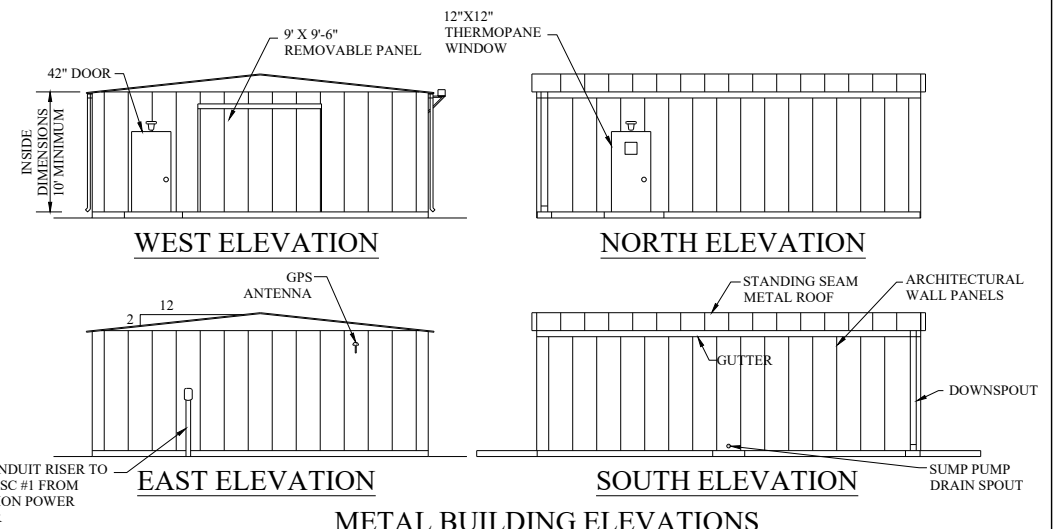 12"X12"
THERMOPANE
WINDOW
9' X 9'-6"
REMOVABLE PANEL
42" DOOR
INSIDE
DIMENSIONS
10' MINIMUM
WEST ELEVATION
NORTH ELEVATION
GPS
ANTENNA
STANDING SEAM
METAL ROOF
ARCHITECTURAL
WALL PANELS
12
2
GUTTER
DOWNSPOUT
NDUIT RISER TO
SC #1 FROM
ION POWER
EAST ELEVATION
SOUTH ELEVATION
SUMP PUMP
DRAIN SPOUT
METAL BUILDING ELEVATIONS